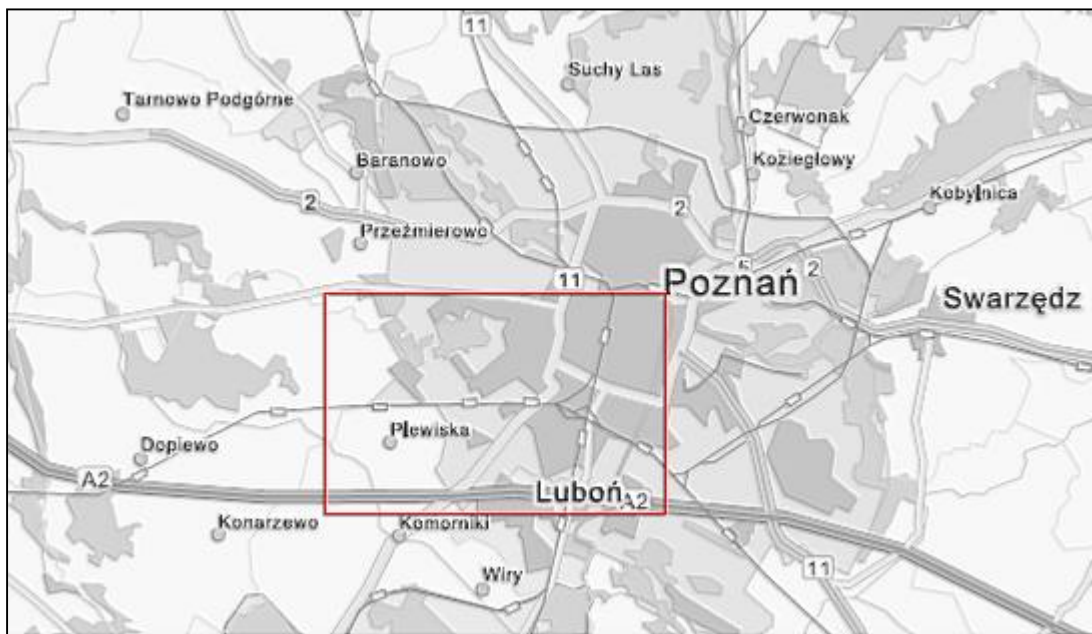 11
Suchy Las
Tarnowo Podgórne
Czerwonak
Baranowo
Koziegłowy
Kobylnica
2
2
Przeźmierowo
5
2
11
Poznań
Swarzędz
Plewiska
Dopiewo
A2
Luboń
A2
Konarzewo
Komorniki
11
Wiry